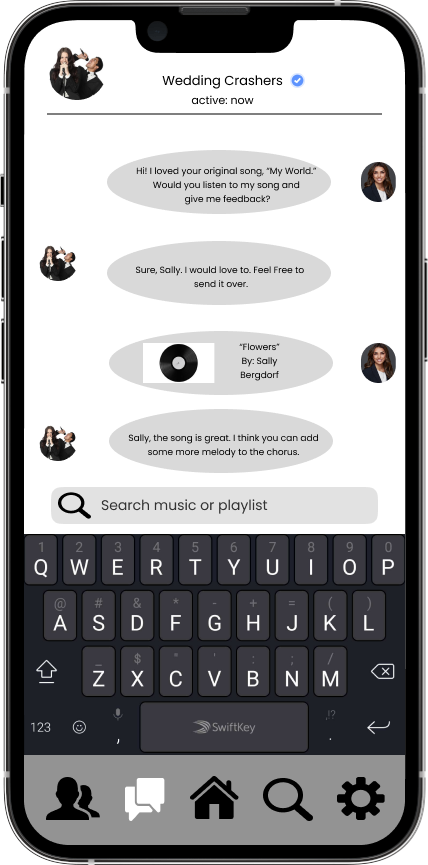 Wedding Crashers
active: now
Hi! I loved your original song, “My World.”
Would you listen to my song and
give me feedback?
Sure, Sally. I would love to. Feel Free to
send it over.
“Flowers”
By: Sally
Bergdorf
Sally, the song is great. I think you can add
some more melody to the chorus.
Search music or playlist
1 2 3 4 5 6 7 8 9 0
Q W E R T Y U I O P
@ # & * - + = ( )
A S D F G H J K L
_ $ " ' : ; /
Z X C V B N M
123 , SwiftKey ,!? .